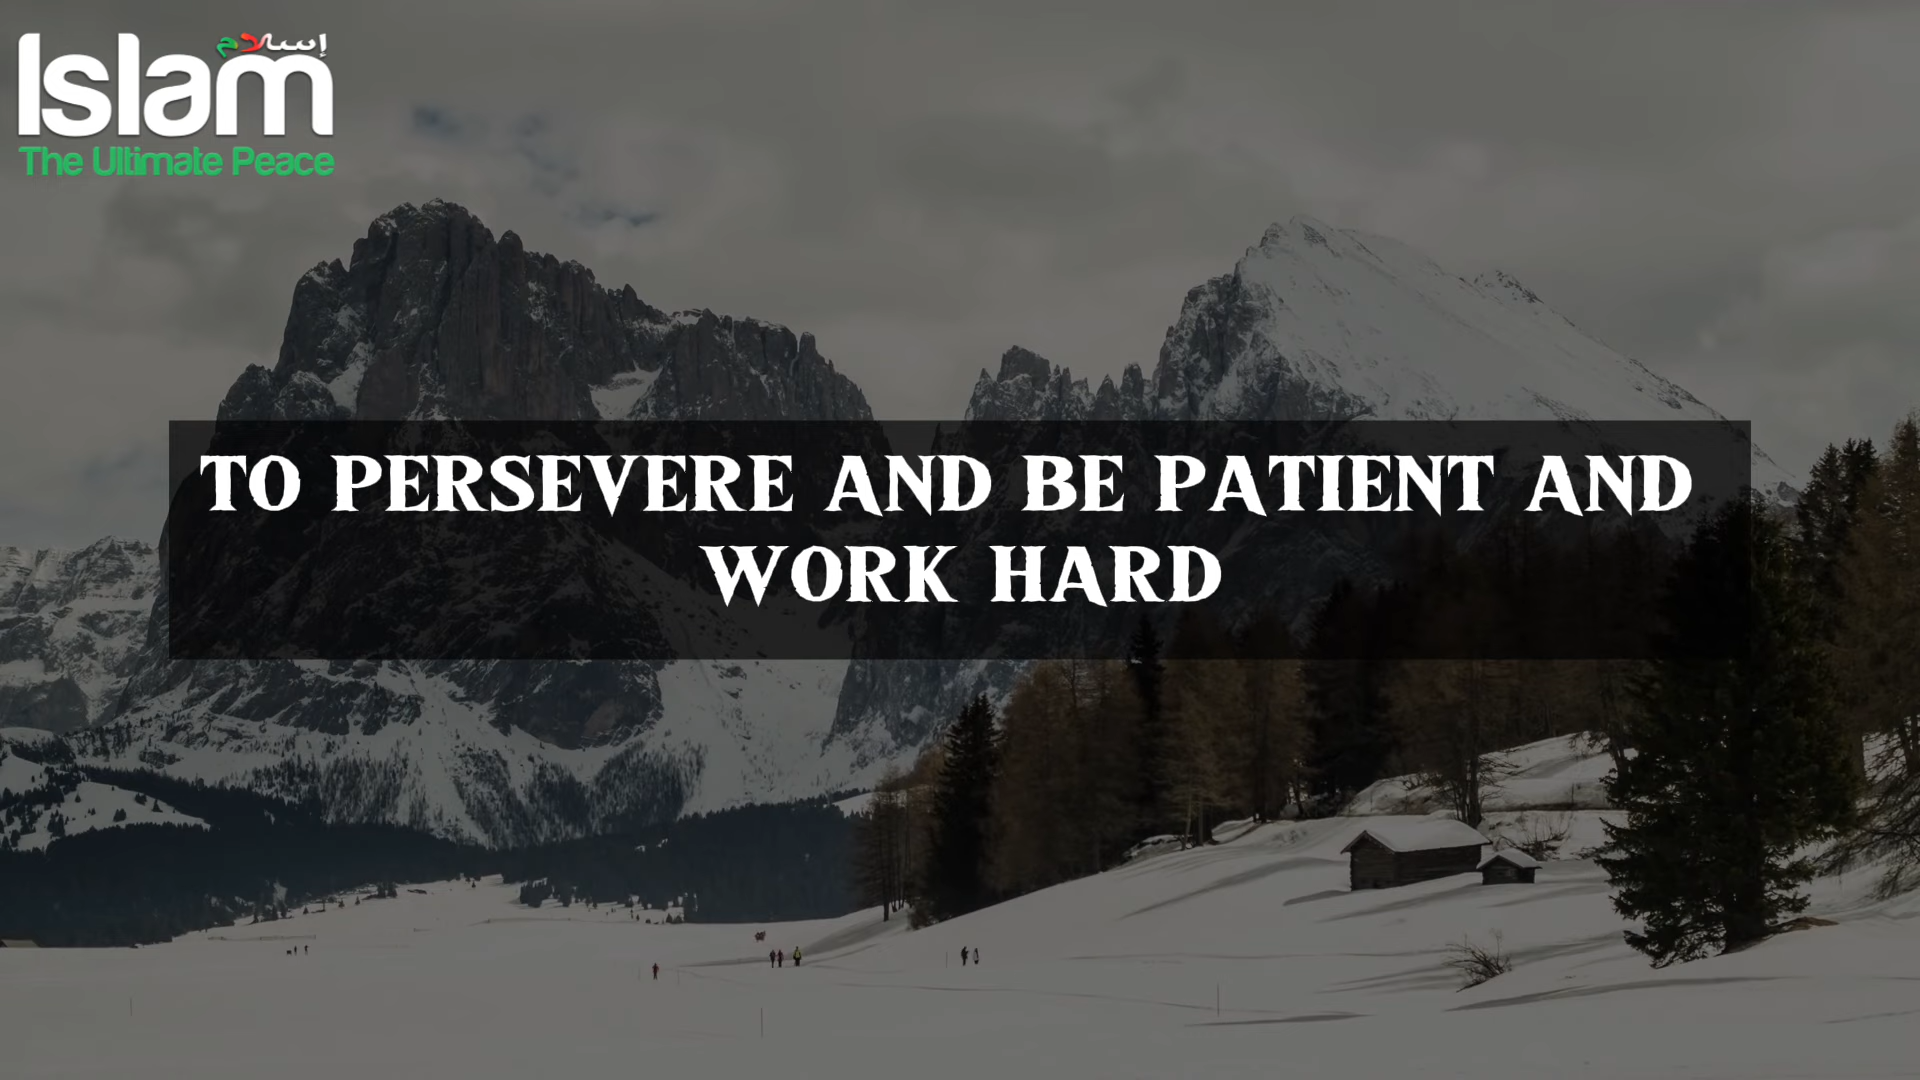 Islam
إسلام
The Ultimate Peace
TO PERSEVERE AND BE PATIENT AND
WORK HARD